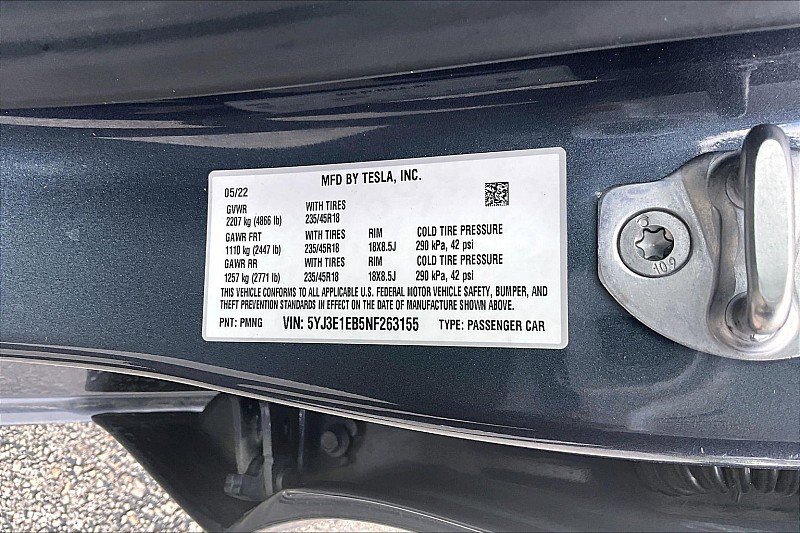 MFD BY TESLA, INC.
05/22
GVWR WITH TIRES
2207 kg (4866 lb) 235/45R18
GAWR FRT WITH TIRES RIM COLD TIRE PRESSURE
1110 kg (2447 lb) 235/45R18 18X8.5J 290 kPa, 42 psi
GAWR RR WITH TIRES RIM COLD TIRE PRESSURE
1257 kg (2771 lb) 235/45R18 18X8.5J 290 kPa, 42 psi
THIS VEHICLE CONFORMS TO ALL APPLICABLE U.S. FEDERAL MOTOR VEHICLE SAFETY, BUMPER, AND
THEFT PREVENTION STANDARDS IN EFFECT ON THE DATE OF MANUFACTURE SHOWN ABOVE.
PNT: PMNG VIN: 5YJ3E1EB5NF263155 TYPE: PASSENGER CAR
10.9